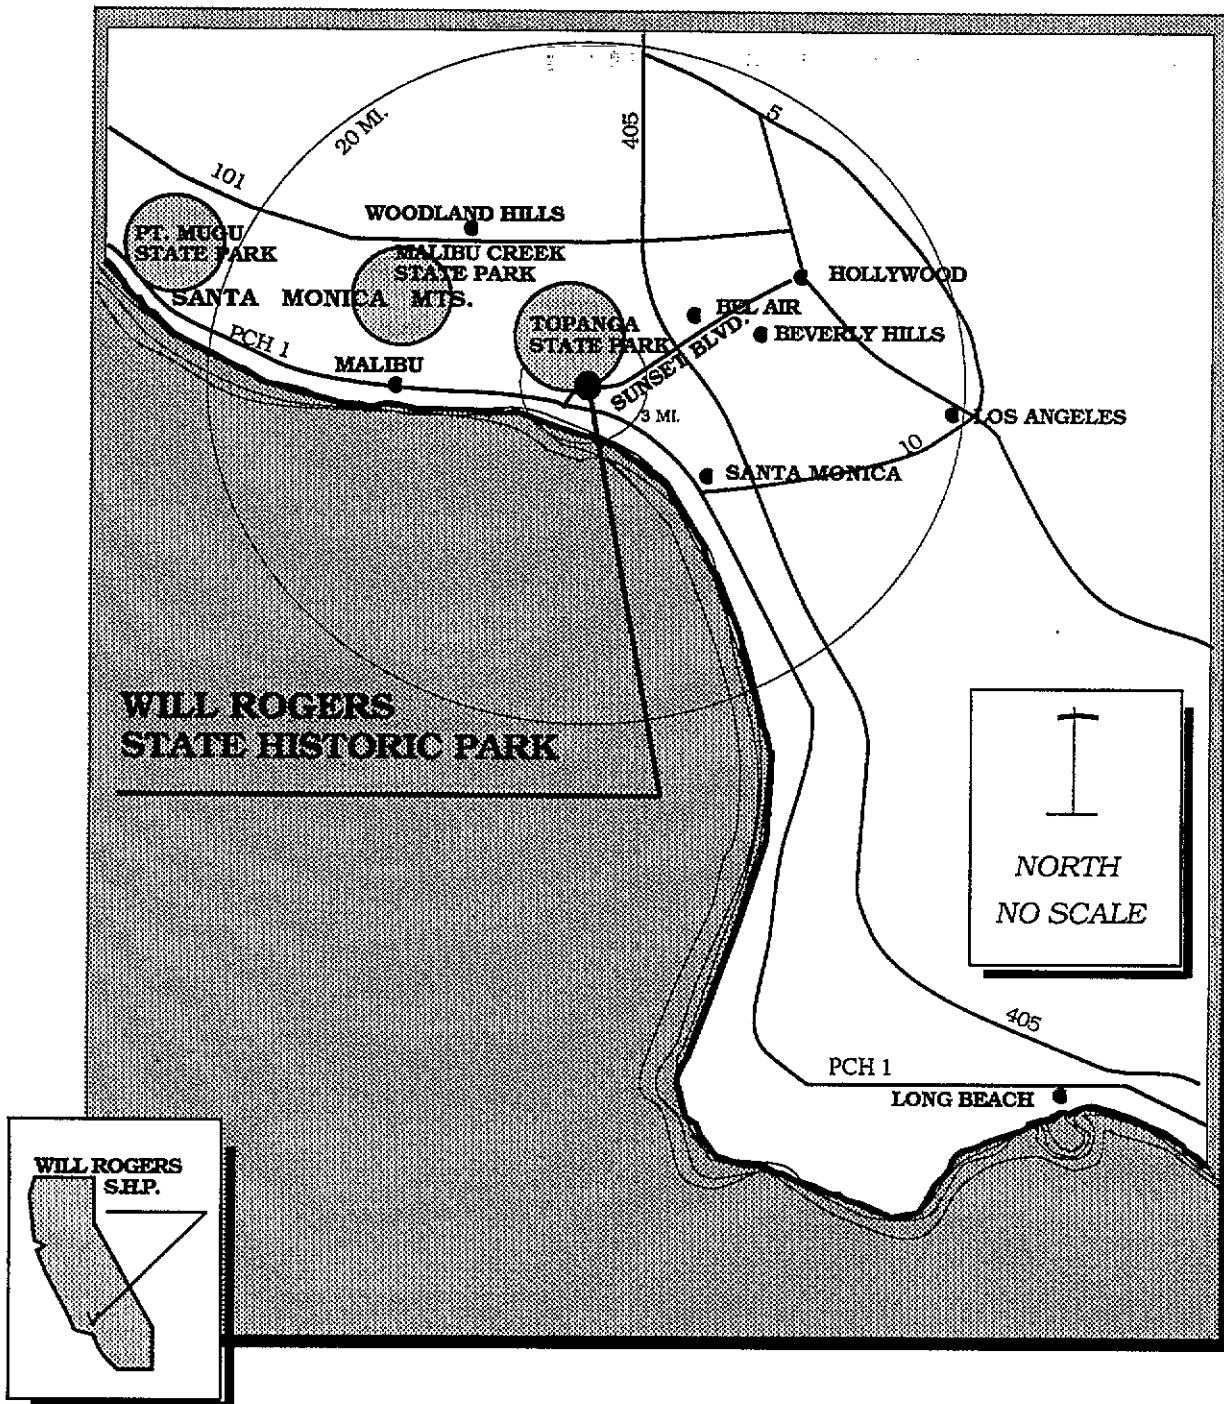 20 MI.
405
5
101
WOODLAND HILLS
PT. MUGU
STATE PARK
MALIBU CREEK
STATE PARK
SANTA MONICA MTS.
HOLLYWOOD
BEL AIR
BEVERLY HILLS
TOPANGA
STATE PARK
SUNSET BLVD.
PCH 1
MALIBU
3 MI.
LOS ANGELES
10
SANTA MONICA
WILL ROGERS
STATE HISTORIC PARK
NORTH
NO SCALE
405
PCH 1
LONG BEACH
WILL ROGERS
S.H.P.